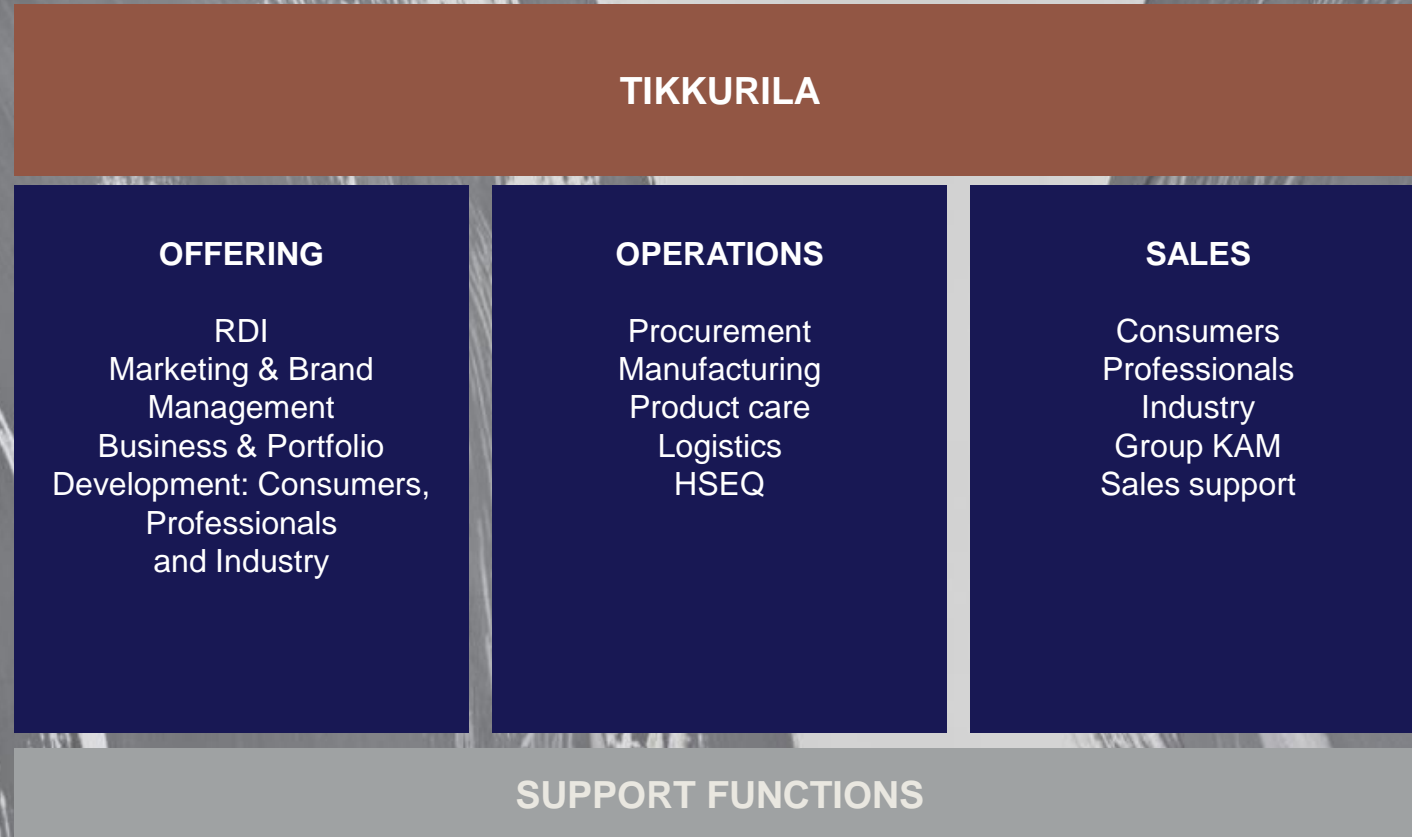 TIKKURILA
OFFERING
RDI
Marketing & Brand
Management
Business & Portfolio
Development: Consumers,
Professionals
and Industry
OPERATIONS
Procurement
Manufacturing
Product care
Logistics
HSEQ
SALES
Consumers
Professionals
Industry
Group KAM
Sales support
SUPPORT FUNCTIONS